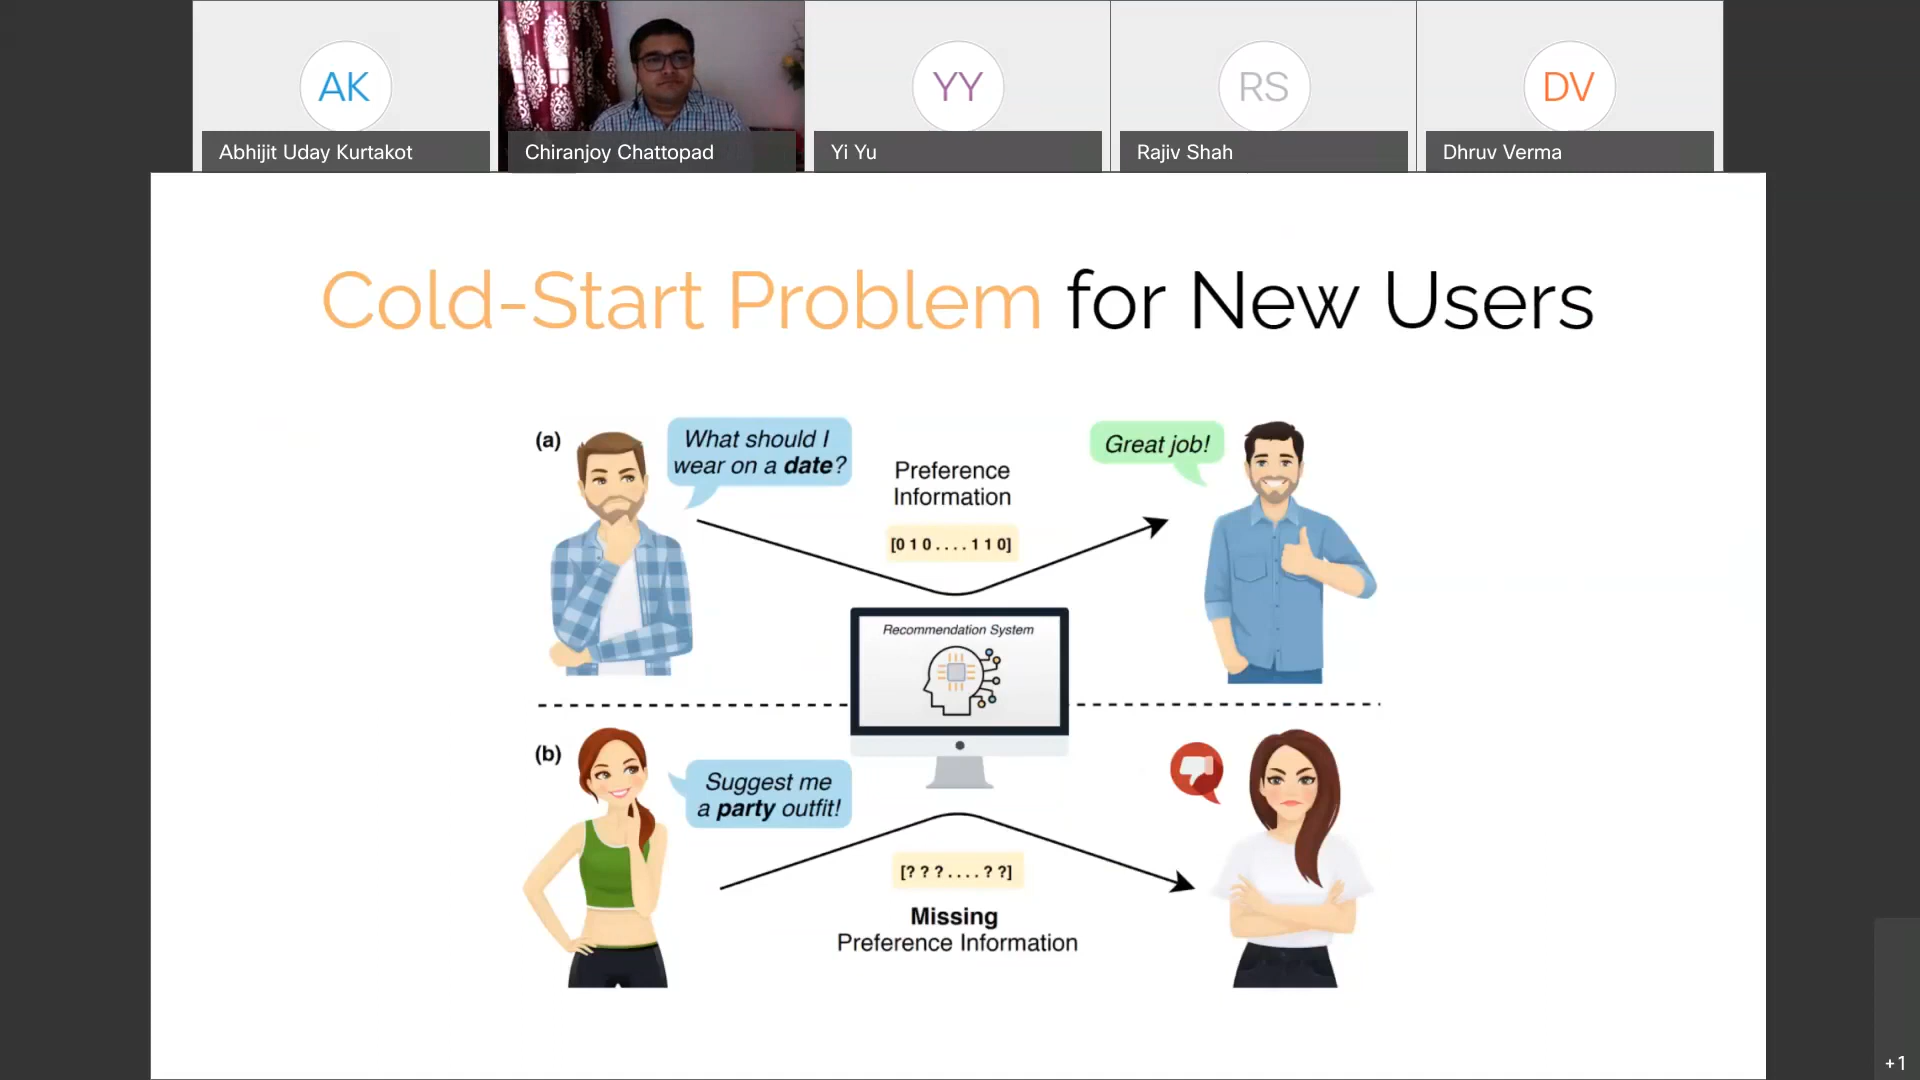 AK
YY
RS
DV
Abhijit Uday Kurtakot
Chiranjoy Chattopad
Yi Yu
Rajiv Shah
Dhruv Verma
Cold-Start Problem for New Users
(a)
What should I
wear on a date?
Preference
Information
[0 1 0 . . . . 1 1 0]
Great job!
Recommendation System
(b)
Suggest me
a party outfit!
[? ? ? . . . . ? ?]
Missing
Preference Information
+1